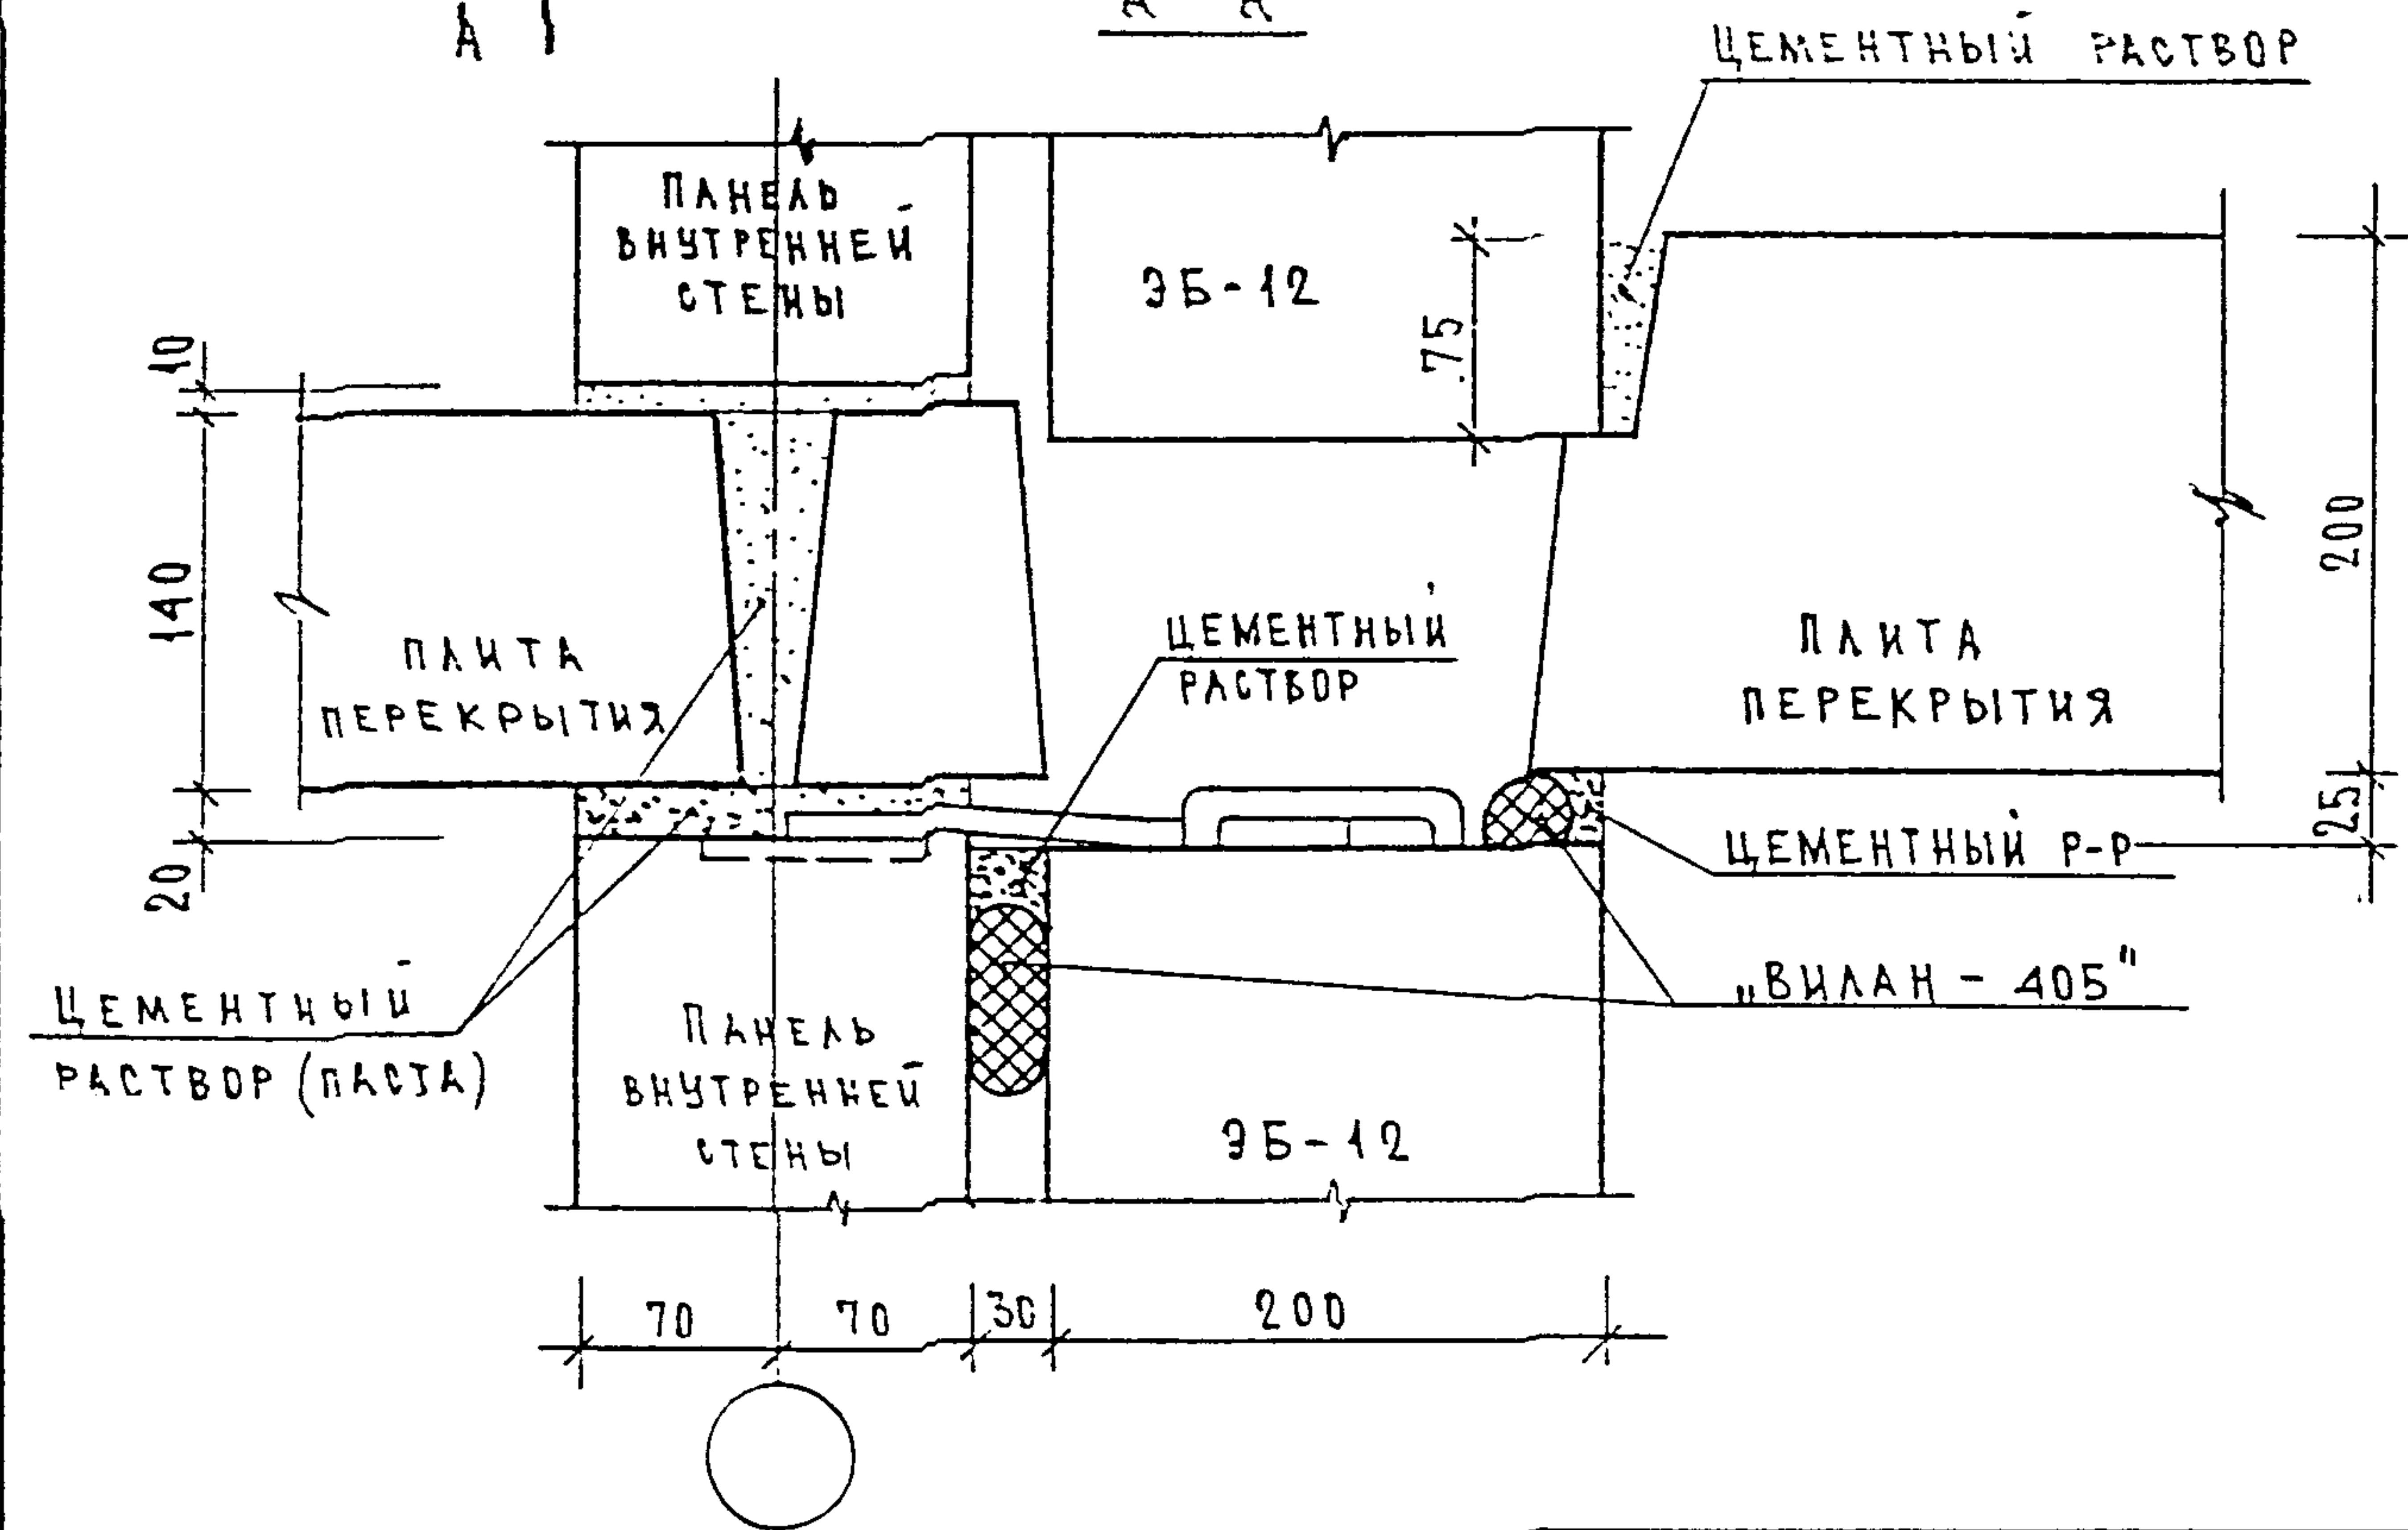 А
А - А
ЦЕМЕНТНЫЙ РАСТВОР
ПАНЕЛЬ
ВНУТРЕННЕЙ
СТЕНЫ
ЭБ-12
75
10
140
20
ПЛИТА
ПЕРЕКРЫТИЯ
ЦЕМЕНТНЫЙ
РАСТВОР
ПЛИТА
ПЕРЕКРЫТИЯ
200
25
ЦЕМЕНТНЫЙ Р-Р
„ВИЛАН - 405"
ЦЕМЕНТНЫЙ
РАСТВОР (ПАСТА)
ПАНЕЛЬ
ВНУТРЕННЕЙ
СТЕНЫ
ЭБ-12
70 70 30 200